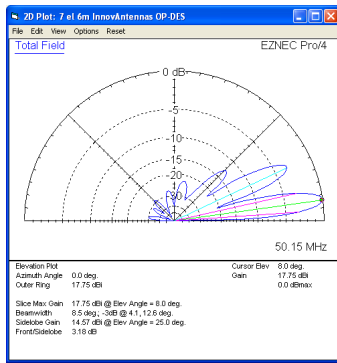 2D Plot: 7 el 6m InnovAntennas OP-DES
File Edit View Options Reset
Total Field EZNEC Pro/4
0 dB
-5
-10
-15
-20
-30
50.15 MHz
Elevation Plot Cursor Elev 8.0 deg.
Azimuth Angle 0.0 deg. Gain 17.75 dBi
Outer Ring 17.75 dBi 0.0 dBmax
Slice Max Gain 17.75 dBi @ Elev Angle = 8.0 deg.
Beamwidth 8.5 deg.; -3dB @ 4.1, 12.6 deg.
Sidelobe Gain 14.57 dBi @ Elev Angle = 25.0 deg.
Front/Sidelobe 3.18 dB